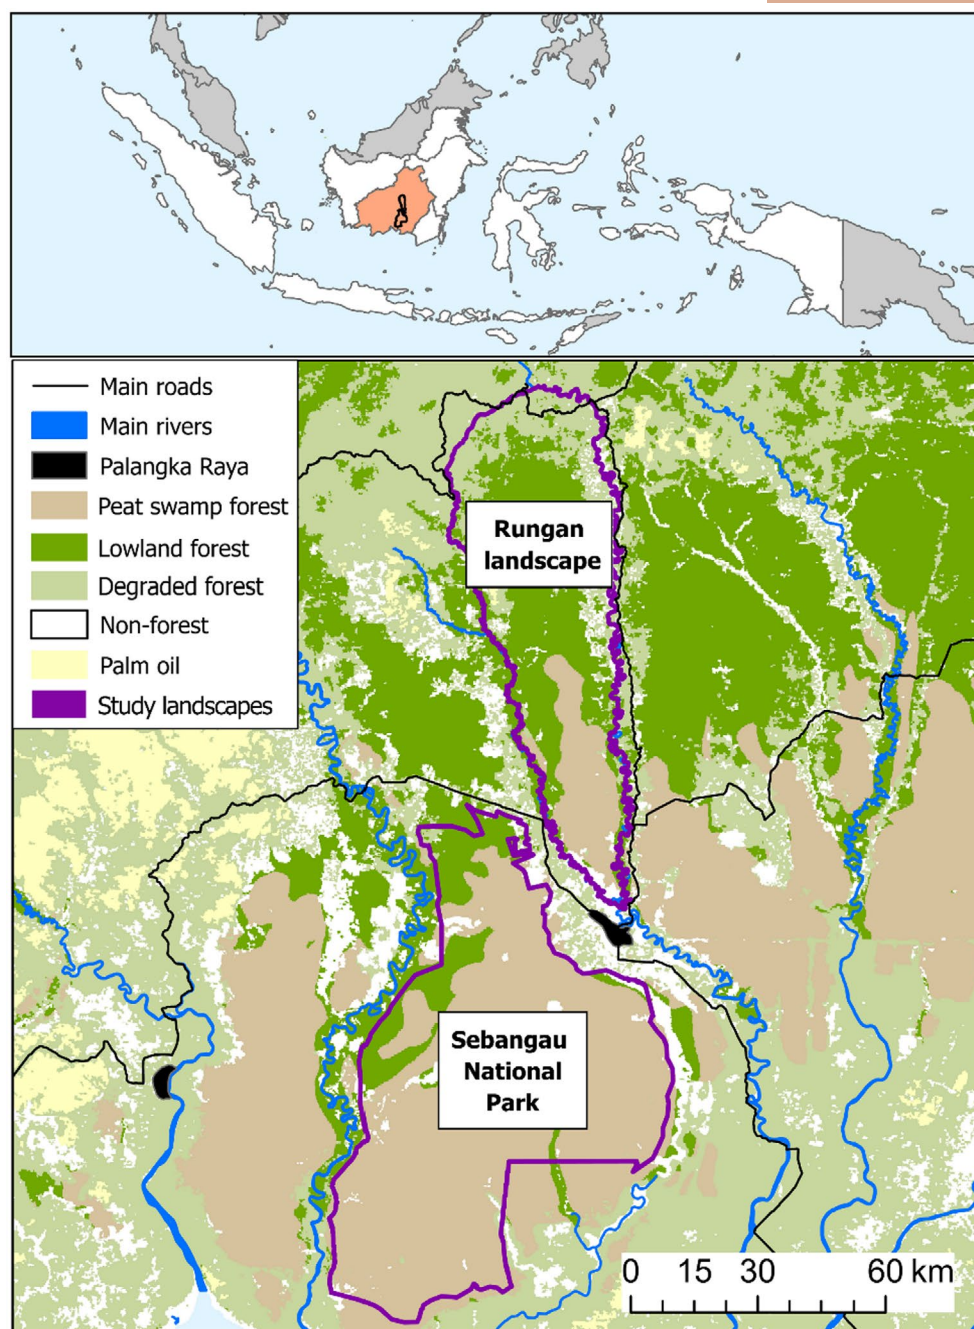 Main roads
Main rivers
Palangka Raya
Peat swamp forest
Lowland forest
Degraded forest
Non-forest
Palm oil
Study landscapes
Rungan
landscape
Sebangau
National
Park
0 15 30 60 km